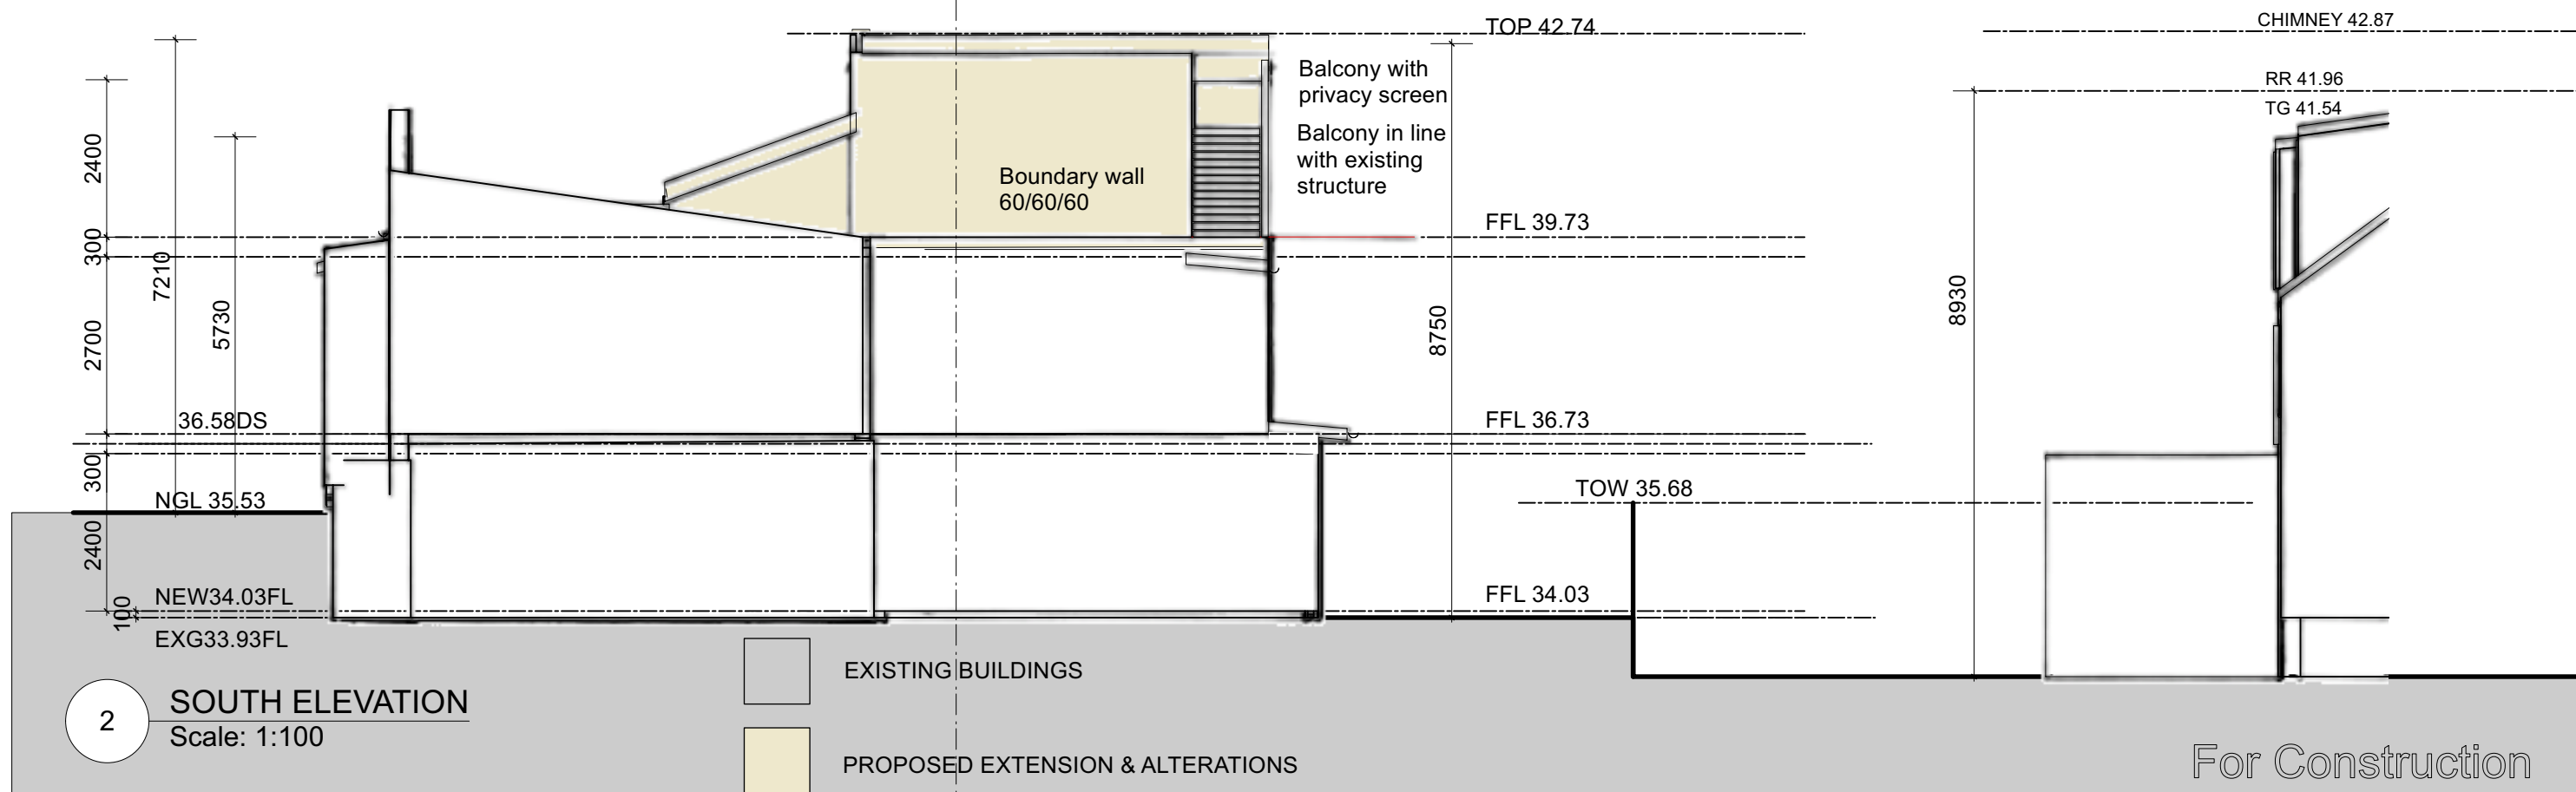 TOP 42.74
CHIMNEY 42.87
Balcony with
privacy screen
RR 41.96
TG 41.54
Balcony in line
with existing
structure
Boundary wall
60/60/60
FFL 39.73
2400
300
7210
5730
2700
8750
8930
36.58DS
FFL 36.73
300
NGL 35.53
TOW 35.68
2400
NEW34.03FL
FFL 34.03
100
EXG33.93FL
2
SOUTH ELEVATION
Scale: 1:100
EXISTING BUILDINGS
PROPOSED EXTENSION & ALTERATIONS
For Construction